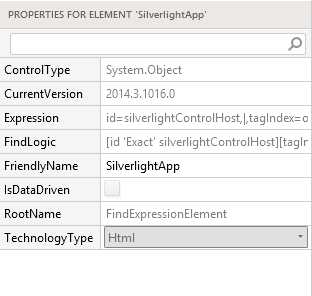 PROPERTIES FOR ELEMENT 'SilverlightApp'
ControlType System.Object
CurrentVersion 2014.3.1016.0
Expression id=silverlightControlHost,|,tagIndex=o
FindLogic [id 'Exact' silverlightControlHost][tagIn
FriendlyName SilverlightApp
IsDataDriven
RootName FindExpressionElement
TechnologyType Html